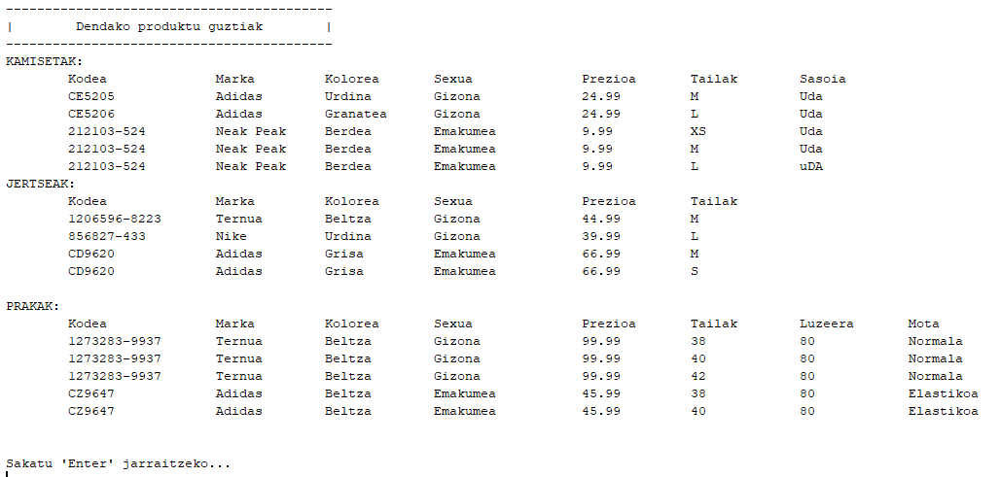 ------------------------------------------
|        Dendako produktu guztiak        |
------------------------------------------
KAMISETAK:
Kodea Marka Kolorea Sexua Prezioa Tailak Sasoia
CE5205 Adidas Urdina Gizona 24.99 M Uda
CE5206 Adidas Granatea Gizona 24.99 L Uda
212103-524 Neak Peak Berdea Emakumea 9.99 XS Uda
212103-524 Neak Peak Berdea Emakumea 9.99 M Uda
212103-524 Neak Peak Berdea Emakumea 9.99 L uDA
JERTSEAK:
Kodea Marka Kolorea Sexua Prezioa Tailak
1206596-8223 Ternua Beltza Gizona 44.99 M
856827-433 Nike Urdina Gizona 39.99 L
CD9620 Adidas Grisa Emakumea 66.99 M
CD9620 Adidas Grisa Emakumea 66.99 S
PRAKAK:
Kodea Marka Kolorea Sexua Prezioa Tailak Luzeera Mota
1273283-9937 Ternua Beltza Gizona 99.99 38 80 Normala
1273283-9937 Ternua Beltza Gizona 99.99 40 80 Normala
1273283-9937 Ternua Beltza Gizona 99.99 42 80 Normala
CZ9647 Adidas Beltza Emakumea 45.99 38 80 Elastikoa
CZ9647 Adidas Beltza Emakumea 45.99 40 80 Elastikoa
Sakatu 'Enter' jarraitzeko...